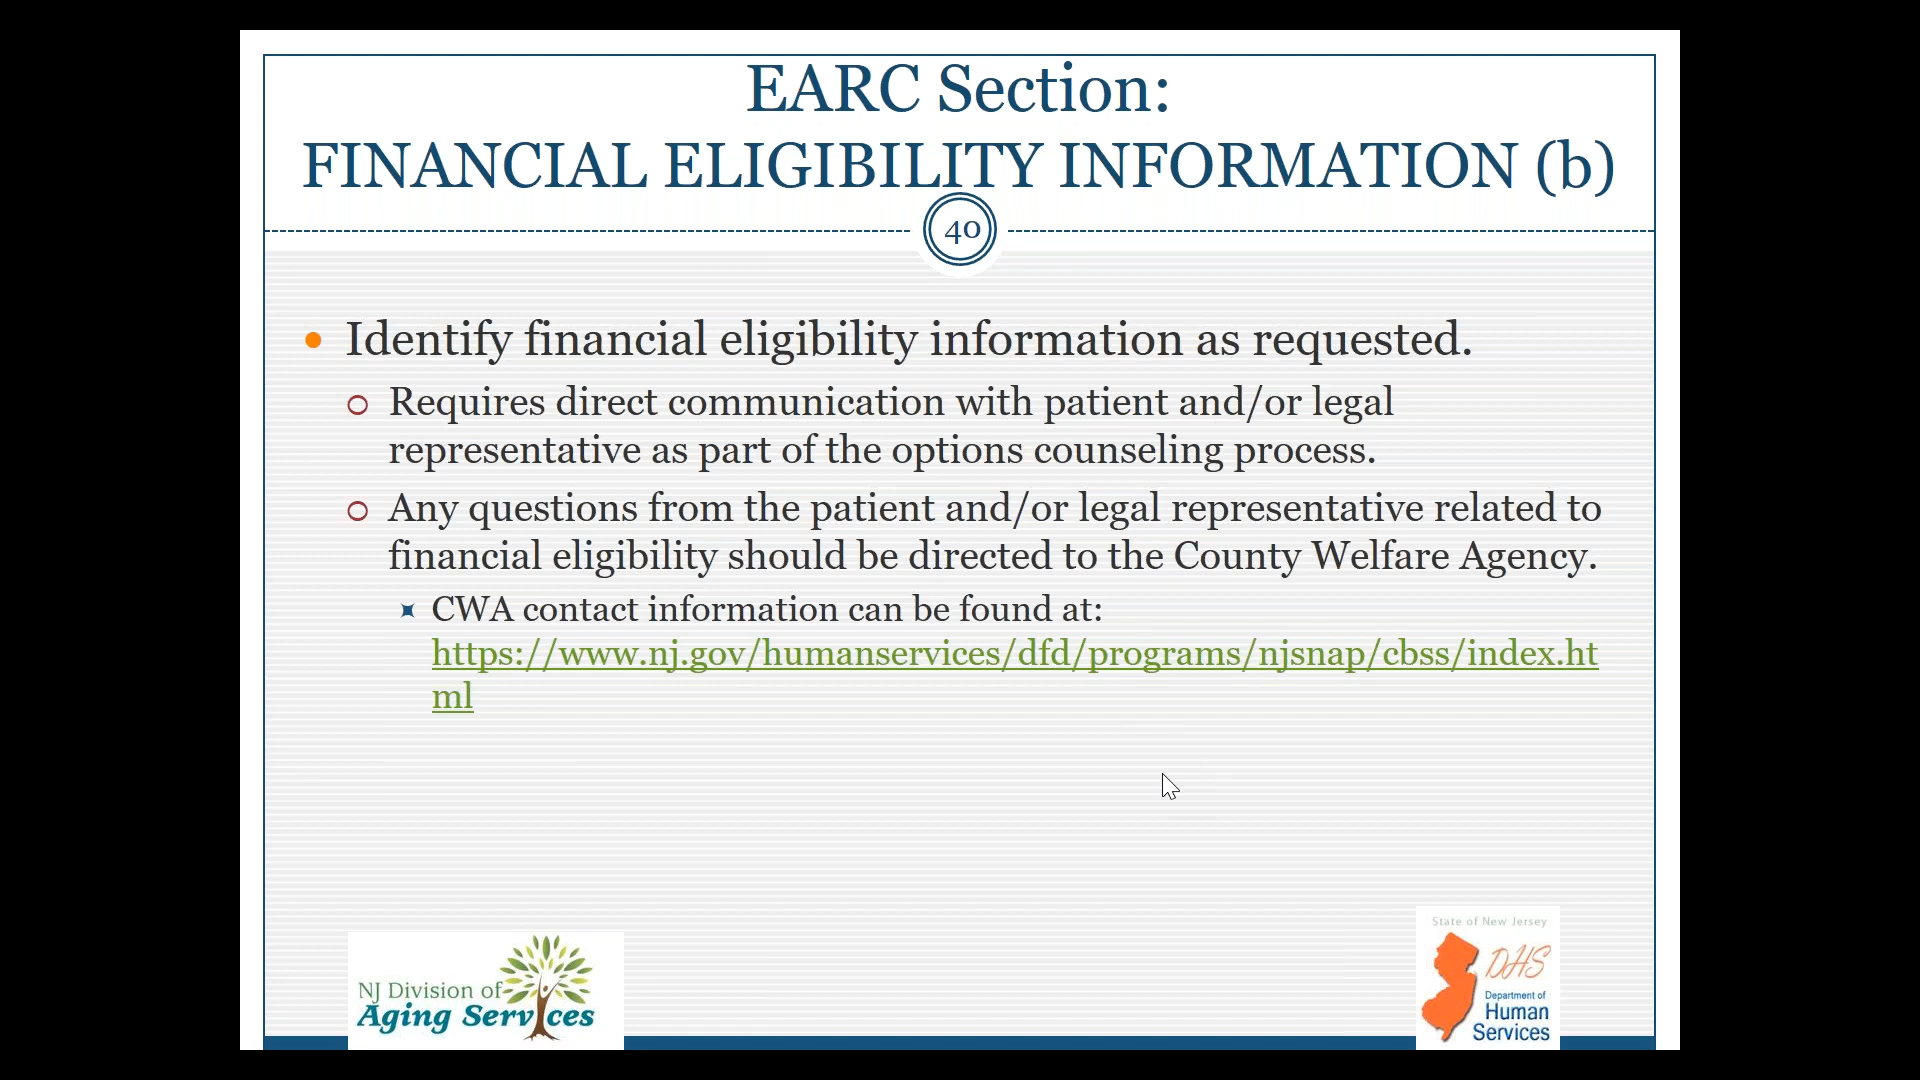 EARC Section:
FINANCIAL ELIGIBILITY INFORMATION (b)
40
Identify financial eligibility information as requested.
Requires direct communication with patient and/or legal
representative as part of the options counseling process.
Any questions from the patient and/or legal representative related to
financial eligibility should be directed to the County Welfare Agency.
CWA contact information can be found at:
https://www.nj.gov/humanservices/dfd/programs/njsnap/cbss/index.ht
ml
NJ Division of
Aging Services
State of New Jersey
DHS
Department of
Human
Services